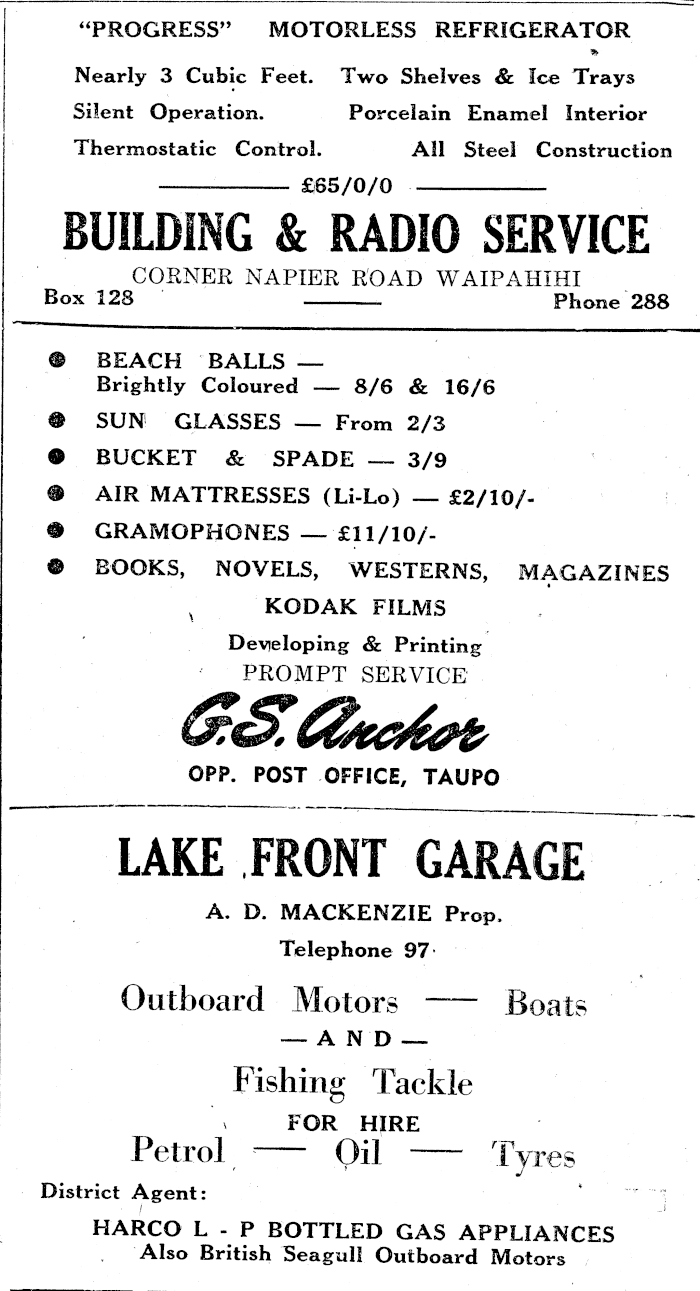 "PROGRESS" MOTORLESS REFRIGERATOR
Nearly 3 Cubic Feet. Two Shelves & Ice Trays
Silent Operation. Porcelain Enamel Interior
Thermostatic Control. All Steel Construction
£65/0/0
BUILDING & RADIO SERVICE
CORNER NAPIER ROAD WAIPAHIHI
Box 128 Phone 288
● BEACH BALLS —
Brightly Coloured — 8/6 & 16/6
● SUN GLASSES — From 2/3
● BUCKET & SPADE — 3/9
● AIR MATTRESSES (Li-Lo) — £2/10/-
● GRAMOPHONES — £11/10/-
● BOOKS, NOVELS, WESTERNS, MAGAZINES
KODAK FILMS
Developing & Printing
PROMPT SERVICE
G.S. Anchor
OPP. POST OFFICE, TAUPO
LAKE FRONT GARAGE
A. D. MACKENZIE Prop.
Telephone 97
Outboard Motors — Boats
— A N D —
Fishing Tackle
FOR HIRE
Petrol — Oil — Tyres
District Agent:
HARCO L - P BOTTLED GAS APPLIANCES
Also British Seagull Outboard Motors